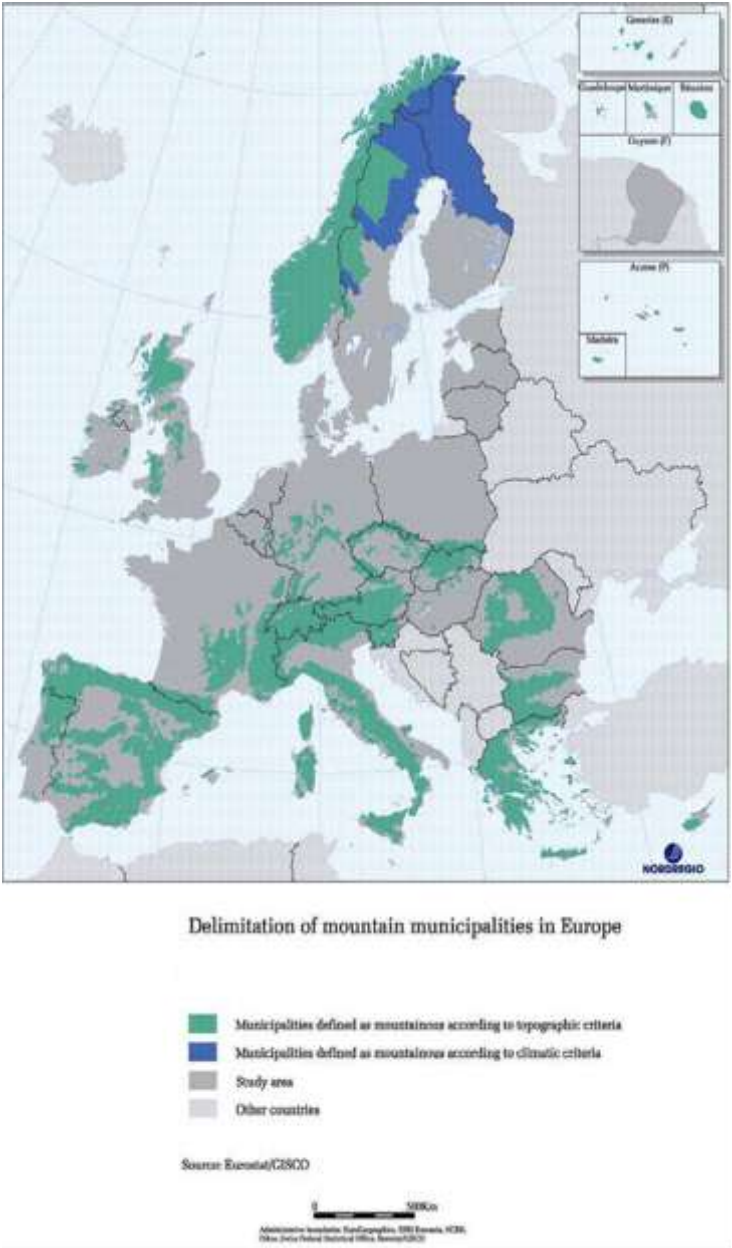 Canarias (E)
Guadeloupe Martinique Réunion
Guyane (F)
Azores (P)
Madeira
NORDREGIO
Delimitation of mountain municipalities in Europe
Municipalities defined as mountainous according to topographic criteria
Municipalities defined as mountainous according to climatic criteria
Study area
Other countries
Source: Eurostat/GISCO
0 500Km